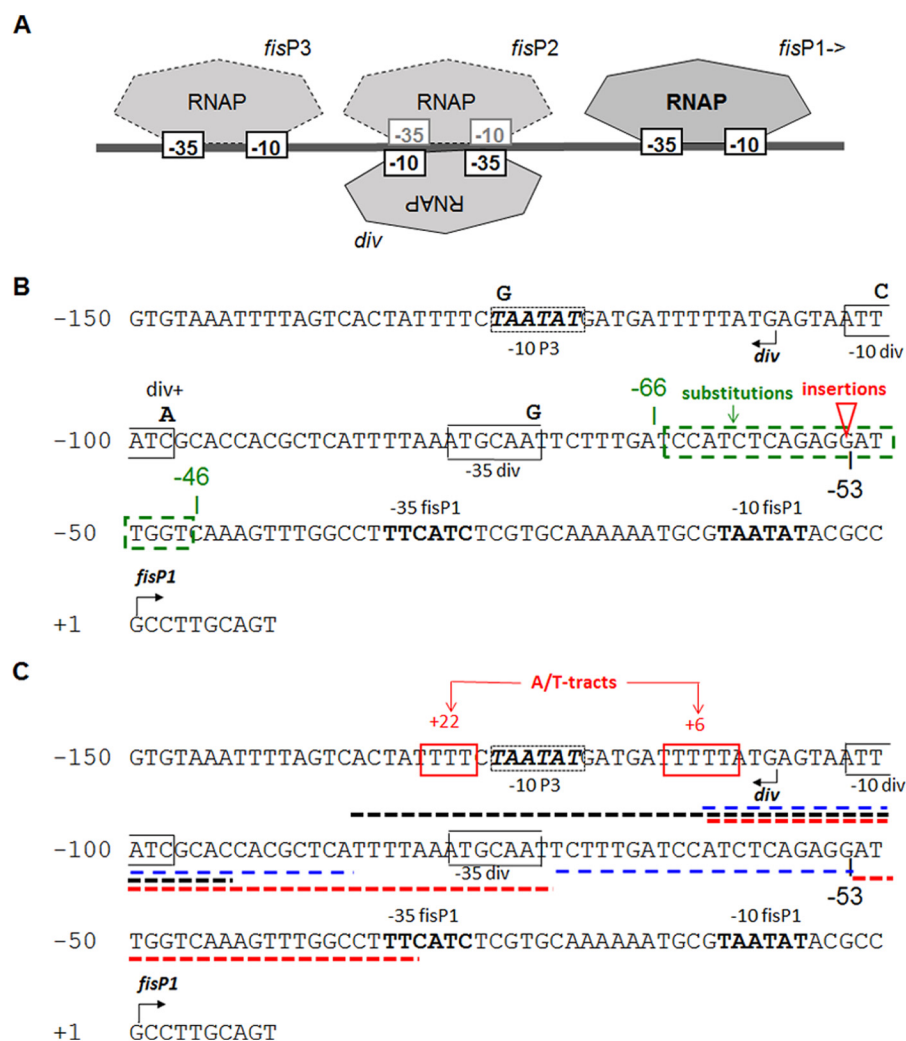 A
fisP3
fisP2
fisP1->
RNAP
RNAP
RNAP
-35
-10
-35
-10
-35
-10
-10
-35
RNAP
div
B
G
C
-150 GTGTAAATTTTAGTCACTATTTTCTAATATGATGATTTTTATGAGTAATT
-10 P3
div
-10 div
div+
A
G
-66
substitutions
insertions
-100 ATCGCACCACGCTCATTTTAAATGCAATTCTTTGATCCATCTCAGAGGAT
-35 div
-53
-46
-35 fisP1
-10 fisP1
-50 TGGTCAAAGTTTGGCCTTTCATCTCGTGCAAAAAATGCGTAATATACGCC
fisP1
+1 GCCTTGCAGT
C
A/T-tracts
+22
+6
-150 GTGTAAATTTTAGTCACTATTTTCTAATATGATGATTTTTATGAGTAATT
-10 P3
div
-10 div
-100 ATCGCACCACGCTCATTTTAAATGCAATTCTTTGATCCATCTCAGAGGAT
-35 div
-53
-35 fisP1
-10 fisP1
-50 TGGTCAAAGTTTGGCCTTTCATCTCGTGCAAAAAATGCGTAATATACGCC
fisP1
+1 GCCTTGCAGT